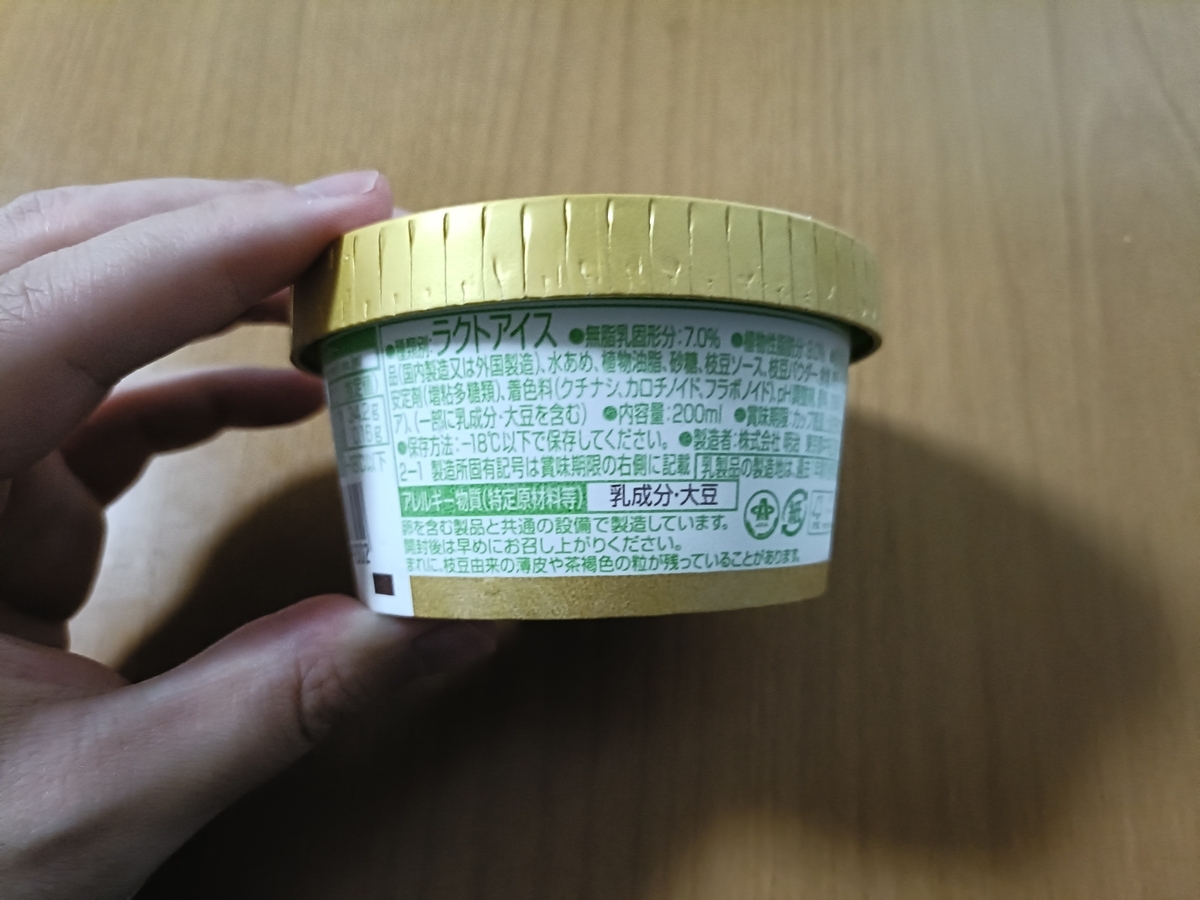 ●種類別:ラクトアイス ●無脂乳固形分:7.0% ●植物性脂肪分:
品(国内製造又は外国製造)、水あめ、植物油脂、砂糖、枝豆ソース、枝豆パウダー
安定剤(増粘多糖類)、着色料(クチナシ、カロチノイド、フラボノイド)、pH調整剤
ア)、(一部に乳成分・大豆を含む) ●内容量:200ml ●賞味期限:カップ
●保存方法:-18℃以下で保存してください。 ●製造者:株式会社 明治 東京
2-1 製造所固有記号は賞味期限の右側に記載 乳製品の製造地は、
アレルギー物質(特定原材料等) 乳成分・大豆
卵を含む製品と共通の設備で製造しています。
開封後は早めにお召し上がりください。
まれに、枝豆由来の薄皮や茶褐色の粒が残っていることがあります。
紙